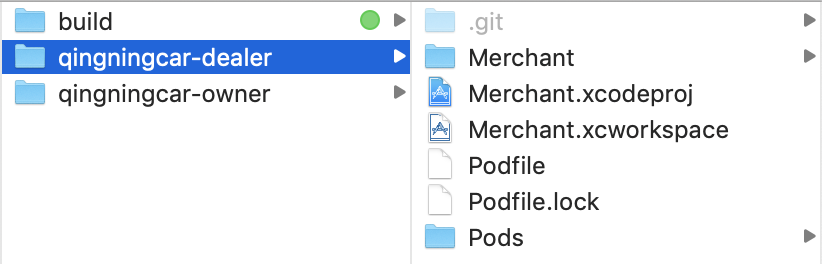 build
qingningcar-dealer
qingningcar-owner
.git
Merchant
Merchant.xcodeproj
Merchant.xcworkspace
Podfile
Podfile.lock
Pods